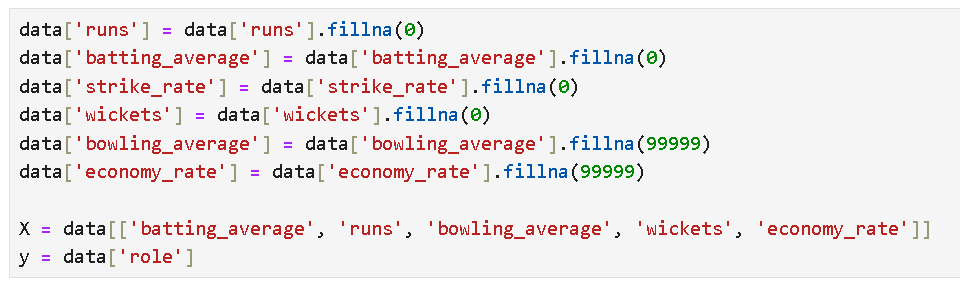 data['runs'] = data['runs'].fillna(0)
data['batting_average'] = data['batting_average'].fillna(0)
data['strike_rate'] = data['strike_rate'].fillna(0)
data['wickets'] = data['wickets'].fillna(0)
data['bowling_average'] = data['bowling_average'].fillna(99999)
data['economy_rate'] = data['economy_rate'].fillna(99999)
X = data[['batting_average', 'runs', 'bowling_average', 'wickets', 'economy_rate']]
y = data['role']